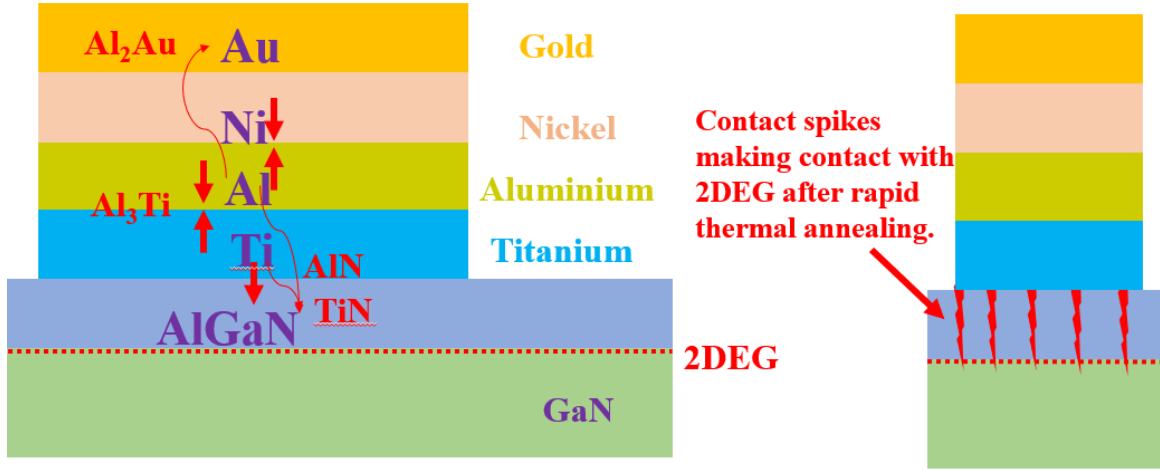 Al₂Au
Au
Gold
Ni
Nickel
Al
Aluminium
Al₃Ti
Ti
Titanium
AlN
TiN
AlGaN
2DEG
GaN
Contact spikes
making contact with
2DEG after rapid
thermal annealing.